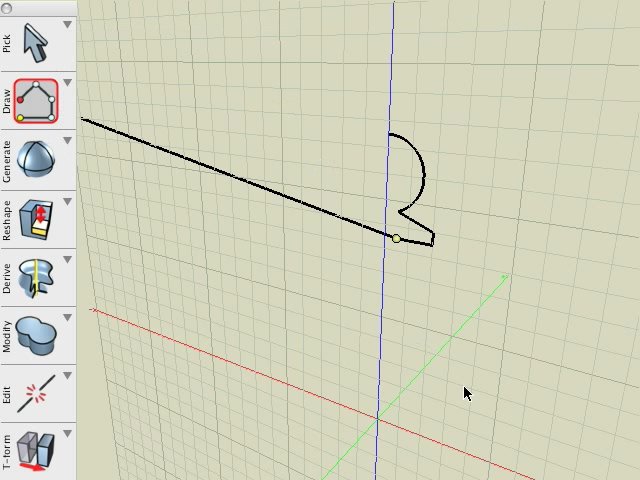 Pick
Draw
Generate
Reshape
Derive
Modify
Edit
T-form